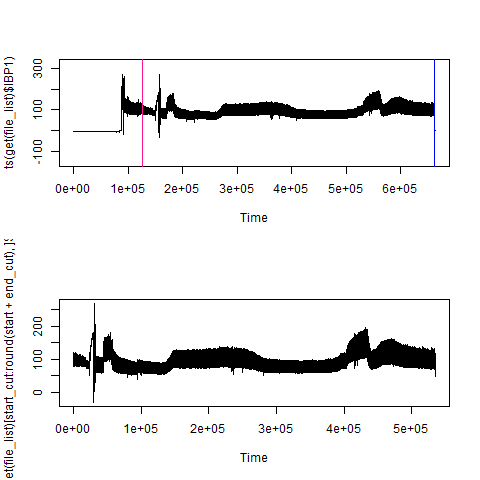 ts(get(file_list)$IBP1)
300
100
-100
0e+00
1e+05
2e+05
3e+05
4e+05
5e+05
6e+05
Time
et(file_list)[start_cut:round(start + end_cut), ]$
200
100
0
0e+00
1e+05
2e+05
3e+05
4e+05
5e+05
Time